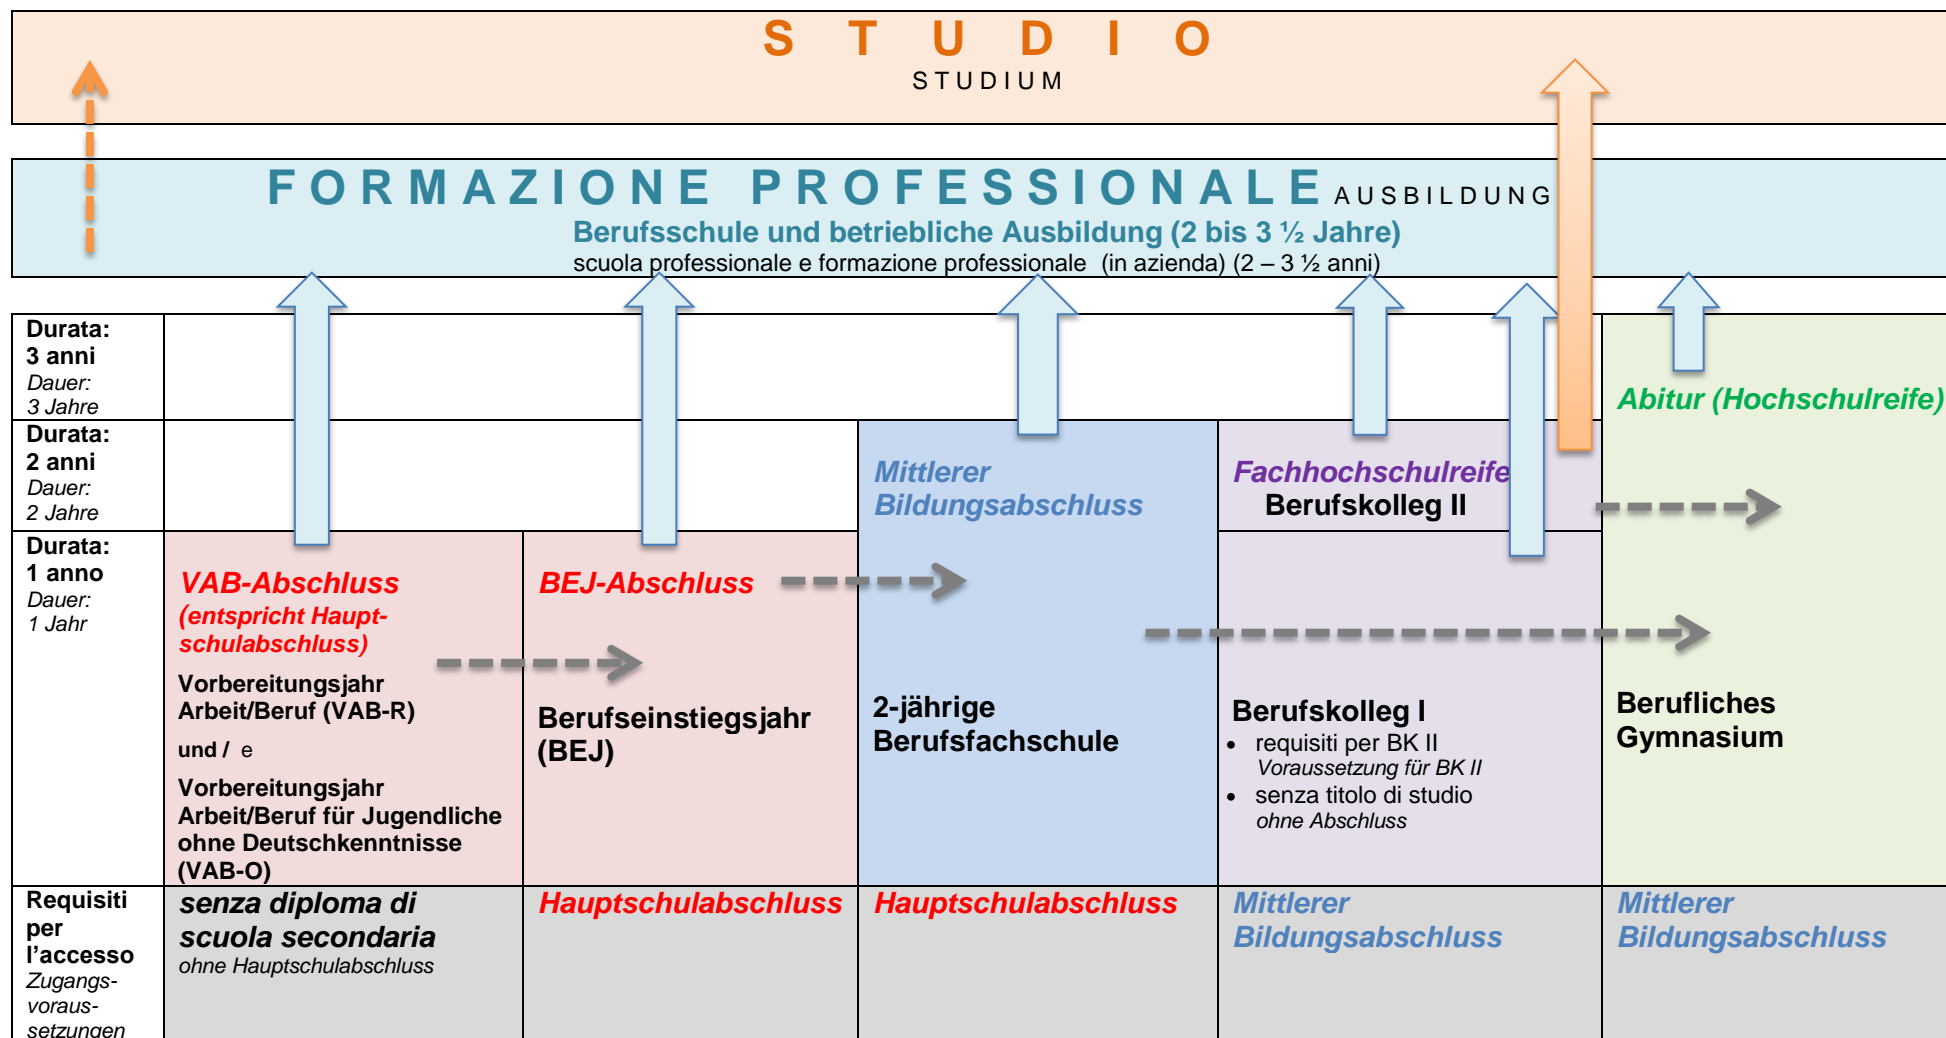 S T U D I O
S T U D I U M
F O R M A Z I O N E P R O F E S S I O N A L E A U S B I L D U N G
Berufsschule und betriebliche Ausbildung (2 bis 3 ½ Jahre)
scuola professionale e formazione professionale (in azienda) (2 – 3 ½ anni)
Durata:
3 anni
Dauer:
3 Jahre
Abitur (Hochschulreife)
Durata:
2 anni
Dauer:
2 Jahre
Mittlerer
Bildungsabschluss
Fachhochschulreife
Berufskolleg II
Durata:
1 anno
Dauer:
1 Jahr
VAB-Abschluss
(entspricht Haupt-
schulabschluss)
Vorbereitungsjahr
Arbeit/Beruf (VAB-R)
und / e
Vorbereitungsjahr
Arbeit/Beruf für Jugendliche
ohne Deutschkenntnisse
(VAB-O)
BEJ-Abschluss
Berufseinstiegsjahr
(BEJ)
2-jährige
Berufsfachschule
Berufskolleg I
• requisiti per BK II
Voraussetzung für BK II
• senza titolo di studio
ohne Abschluss
Berufliches
Gymnasium
Requisiti
per
l'accesso
Zugangs-
voraus-
setzungen
senza diploma di
scuola secondaria
ohne Hauptschulabschluss
Hauptschulabschluss
Hauptschulabschluss
Mittlerer
Bildungsabschluss
Mittlerer
Bildungsabschluss